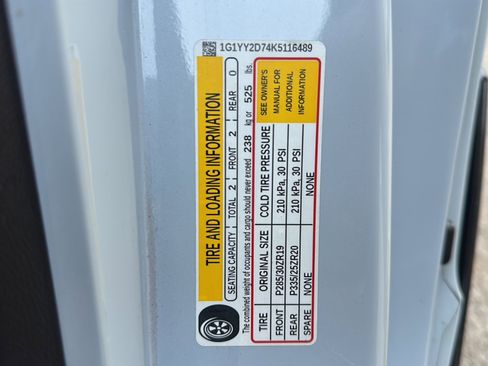 1G1YY2D74K5116489
TIRE AND LOADING INFORMATION
SEATING CAPACITY TOTAL 2 FRONT 2 REAR 0
The combined weight of occupants and cargo should never exceed 238 kg or 525 lbs.
TIRE ORIGINAL SIZE COLD TIRE PRESSURE
FRONT P285/30ZR19 210 kPa, 30 PSI
REAR P335/25ZR20 210 kPa, 30 PSI
SPARE NONE NONE
SEE OWNER'S
MANUAL FOR
ADDITIONAL
INFORMATION